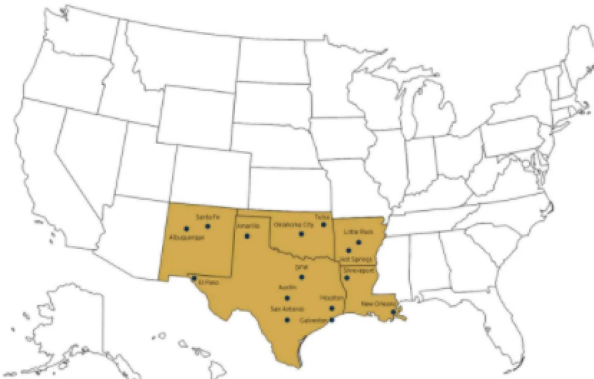 Santa Fe
Albuquerque
Amarillo
Oklahoma City
Tulsa
Little Rock
Hot Springs
El Paso
DFW
Shreveport
Austin
San Antonio
Houston
Galveston
New Orleans